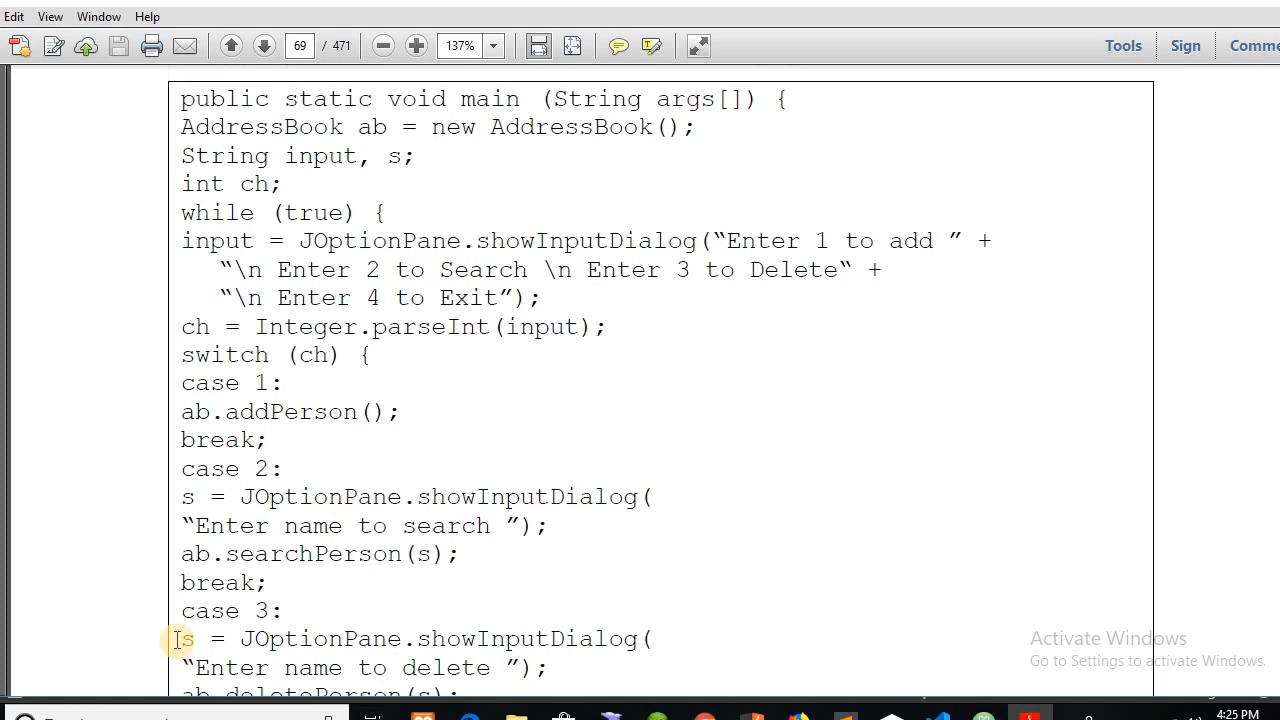 Edit View Window Help
69 / 471 137% Tools Sign Comme
public static void main (String args[]) {
AddressBook ab = new AddressBook();
String input, s;
int ch;
while (true) {
input = JOptionPane.showInputDialog(“Enter 1 to add ” +
“\n Enter 2 to Search \n Enter 3 to Delete“ +
“\n Enter 4 to Exit”);
ch = Integer.parseInt(input);
switch (ch) {
case 1:
ab.addPerson();
break;
case 2:
s = JOptionPane.showInputDialog(
“Enter name to search ”);
ab.searchPerson(s);
break;
case 3:
s = JOptionPane.showInputDialog(
“Enter name to delete ”);
ab.deletePerson(s);
Activate Windows
Go to Settings to activate Windows.
4:25 PM